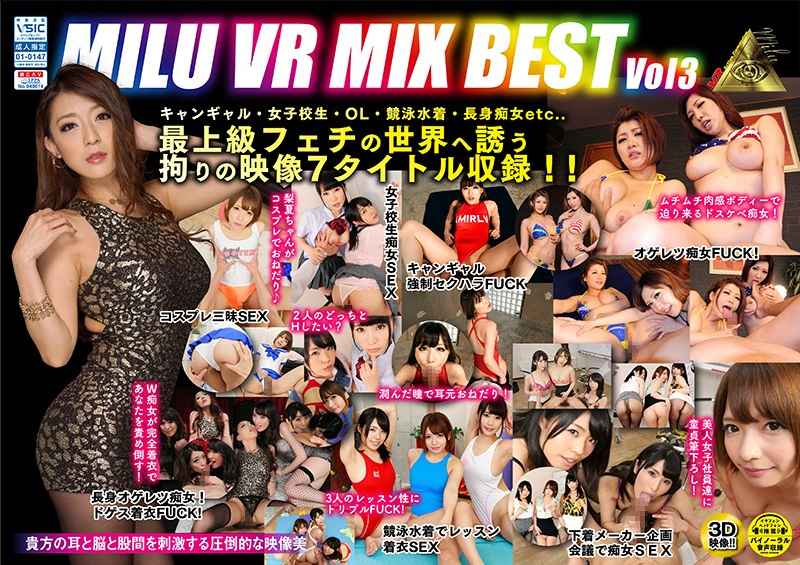 VSIC
成人指定
01-0147
MILU VR MIX BEST Vol3
キャンギャル・女子校生・OL・競泳水着・長身痴女etc..
最上級フェチの世界へ誘う
拘りの映像7タイトル収録!!
梨夏ちゃんが
コスプレでおねだり♪
コスプレ三昧SEX
女子校生痴女SEX
2人のどっちと
Hしたい?
AMIRLY
キャンギャル
強制セクハラFUCK
ムチムチ肉感ボディーで
迫り来るドスケベ痴女!
オゲレツ痴女FUCK!
W痴女が完全着衣で
あなたを責め倒す!
長身オゲレツ痴女!
ドゲス着衣FUCK!
潤んだ瞳で耳元おねだり!
3人のレッスン性に
トリプルFUCK!
競泳水着でレッスン
着衣SEX
美人女子社員達に
童貞筆下ろし!
下着メーカー企画
会議で痴女SEX
貴方の耳と脳と股間を刺激する圧倒的な映像美
3D
映像!!
バイノーラル
音声収録